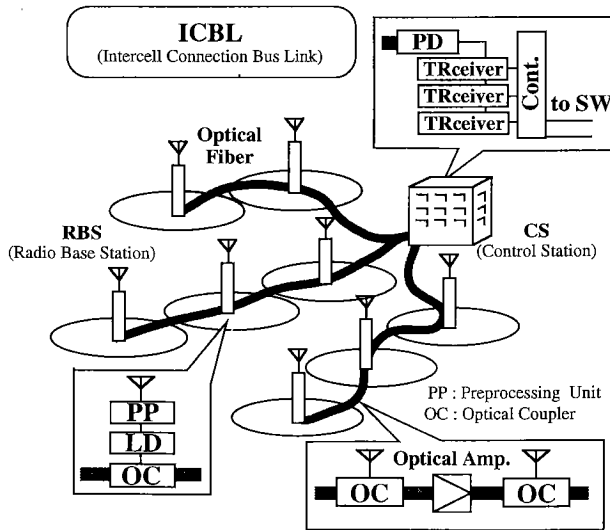 ICBL
(Intercell Connection Bus Link)
PD
TRceiver
TRceiver
TRceiver
Cont.
to SW
Optical
Fiber
RBS
(Radio Base Station)
CS
(Control Station)
PP
LD
OC
PP : Preprocessing Unit
OC : Optical Coupler
Optical Amp.
OC
OC